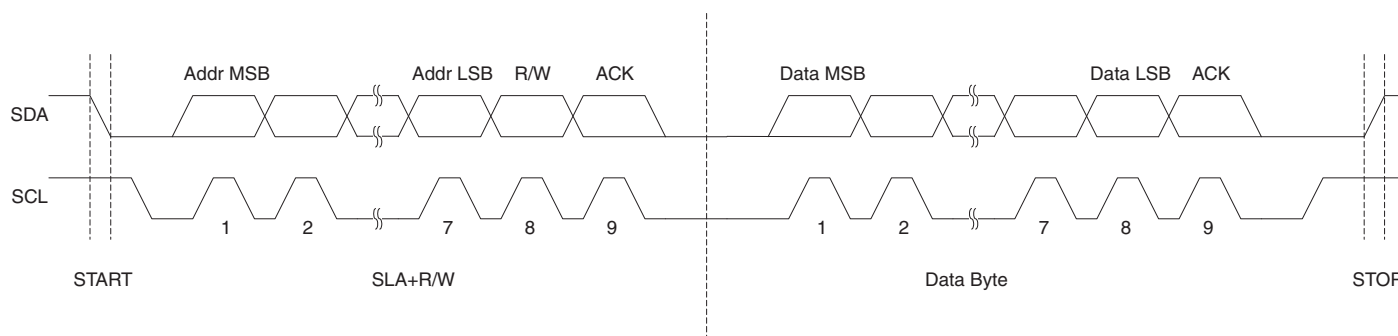 Addr MSB Addr LSB R/W ACK Data MSB Data LSB ACK
SDA
SCL
1 2 7 8 9 1 2 7 8 9
START SLA+R/W Data Byte STOP